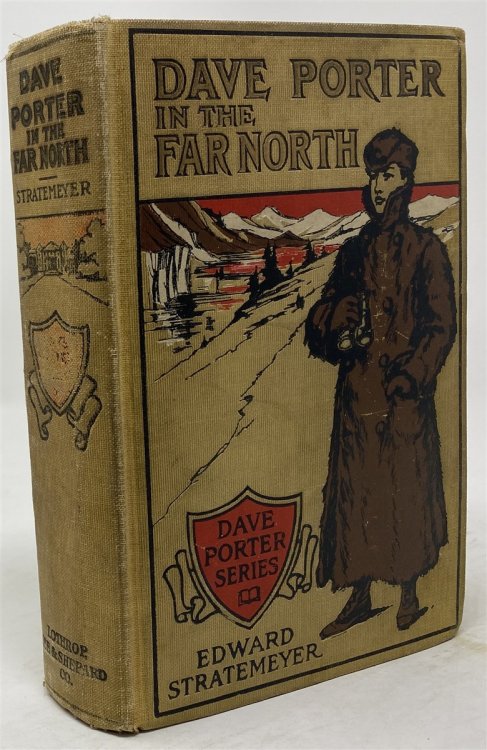 DAVE
PORTER
IN THE
FAR NORTH
STRATEMEYER
LOTHROP
& SHEPARD
CO.
DAVE PORTER
IN THE
FAR NORTH
DAVE
PORTER
SERIES
EDWARD
STRATEMEYER